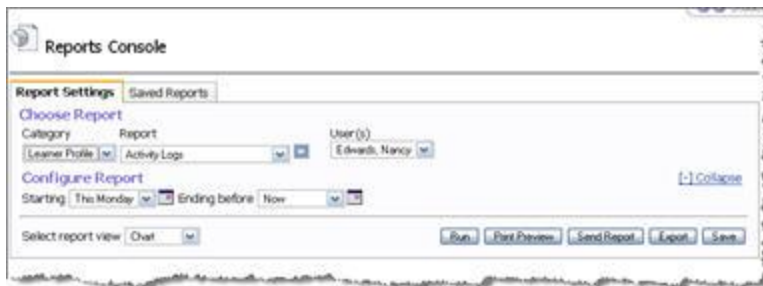 Reports Console
Report Settings Saved Reports
Choose Report
Category Report User(s)
Learner Profile Activity Logs Edwards, Nancy
Configure Report [-] Collapse
Starting This Monday Ending before Now
Select report view Chart Run Print Preview Send Report Export Save